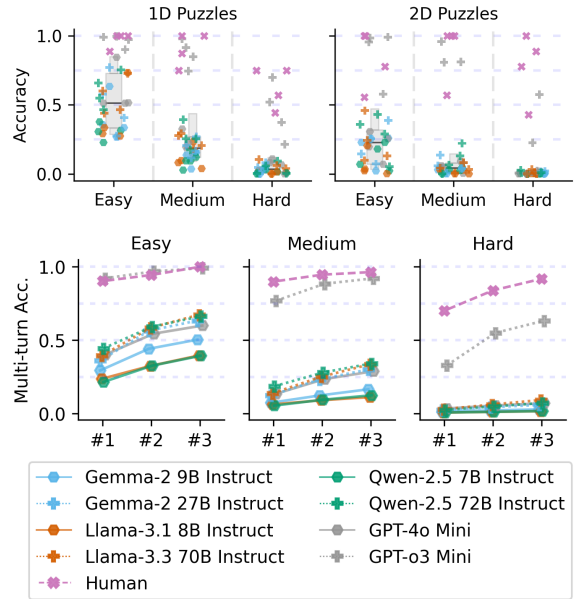 1D Puzzles 2D Puzzles
1.0
0.5
0.0
Accuracy
Easy Medium Hard Easy Medium Hard
Easy Medium Hard
1.0
0.5
0.0
Multi-turn Acc.
#1 #2 #3 #1 #2 #3 #1 #2 #3
Gemma-2 9B Instruct
Gemma-2 27B Instruct
Llama-3.1 8B Instruct
Llama-3.3 70B Instruct
Human
Qwen-2.5 7B Instruct
Qwen-2.5 72B Instruct
GPT-4o Mini
GPT-o3 Mini